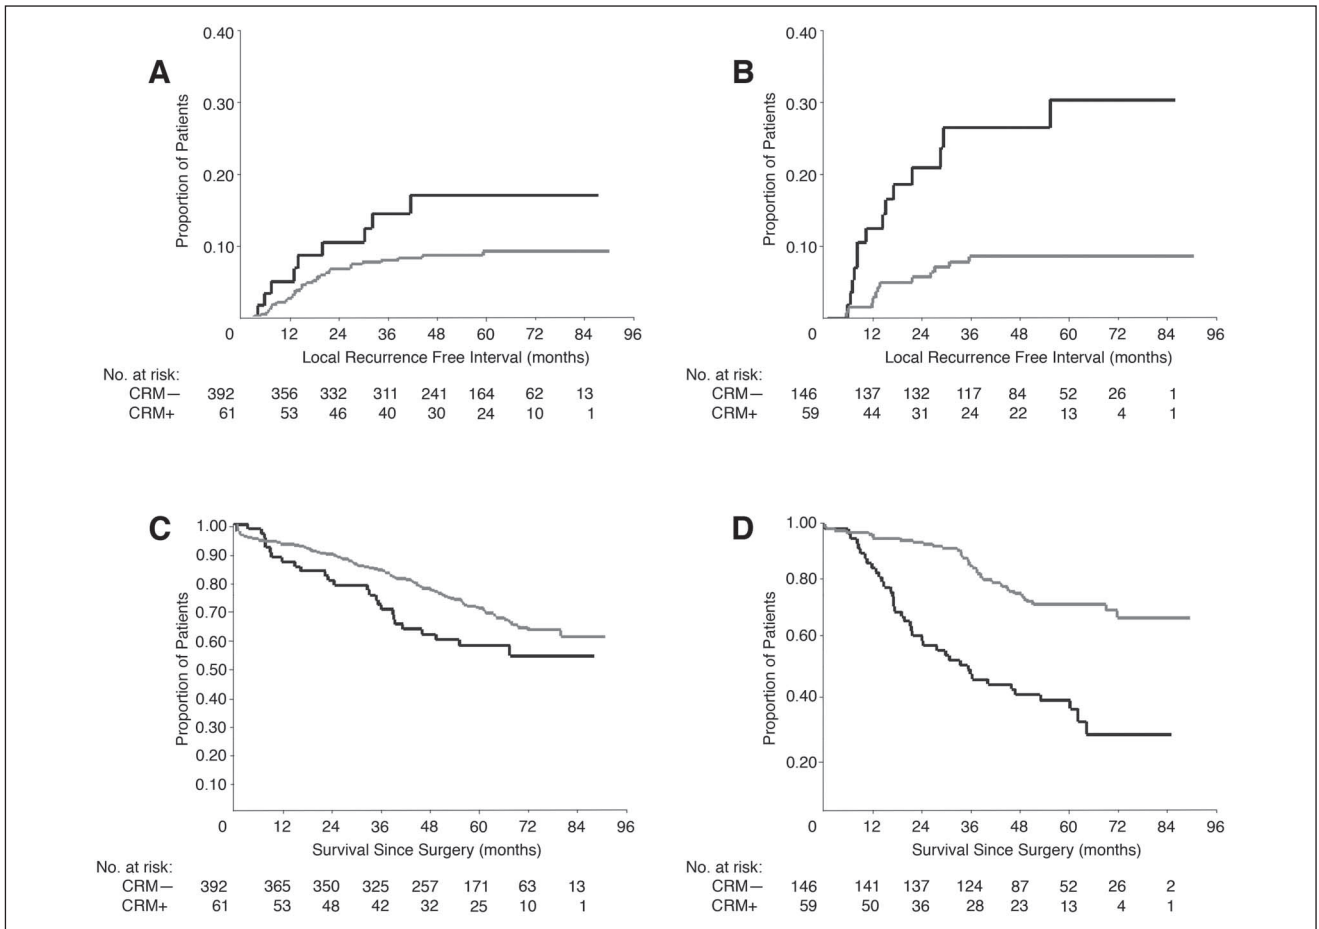 A
0.40
0.30
0.20
0.10
Proportion of Patients
0 12 24 36 48 60 72 84 96
Local Recurrence Free Interval (months)
No. at risk:
CRM— 392 356 332 311 241 164 62 13
CRM+ 61 53 46 40 30 24 10 1
B
0.40
0.30
0.20
0.10
Proportion of Patients
0 12 24 36 48 60 72 84 96
Local Recurrence Free Interval (months)
No. at risk:
CRM— 146 137 132 117 84 52 26 1
CRM+ 59 44 31 24 22 13 4 1
C
1.00
0.90
0.80
0.70
0.60
0.50
0.40
0.30
0.20
0.10
Proportion of Patients
0 12 24 36 48 60 72 84 96
Survival Since Surgery (months)
No. at risk:
CRM— 392 365 350 325 257 171 63 13
CRM+ 61 53 48 42 32 25 10 1
D
1.00
0.80
0.60
0.40
0.20
Proportion of Patients
0 12 24 36 48 60 72 84 96
Survival Since Surgery (months)
No. at risk:
CRM— 146 141 137 124 87 52 26 2
CRM+ 59 50 36 28 23 13 4 1